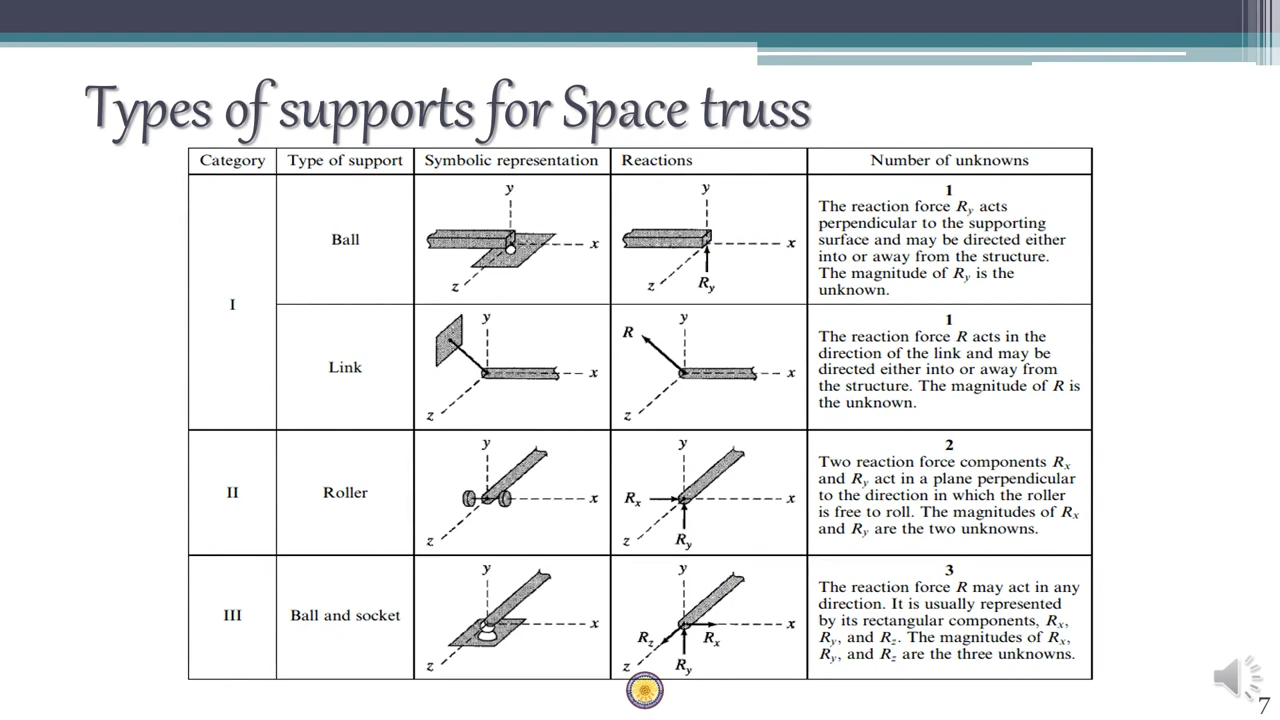 Types of supports for Space truss
Category Type of support Symbolic representation Reactions Number of unknowns
I
Ball
y
x
z
y
x
z
Ry
1
The reaction force Ry acts
perpendicular to the supporting
surface and may be directed either
into or away from the structure.
The magnitude of Ry is the
unknown.
Link
y
x
z
R
y
x
z
1
The reaction force R acts in the
direction of the link and may be
directed either into or away from
the structure. The magnitude of R is
the unknown.
II
Roller
y
x
z
y
Rx
x
z
Ry
2
Two reaction force components Rx
and Ry act in a plane perpendicular
to the direction in which the roller
is free to roll. The magnitudes of Rx
and Ry are the two unknowns.
III
Ball and socket
y
x
z
y
x
Rz
Rx
z
Ry
3
The reaction force R may act in any
direction. It is usually represented
by its rectangular components, Rx,
Ry, and Rz. The magnitudes of Rx,
Ry, and Rz are the three unknowns.
7